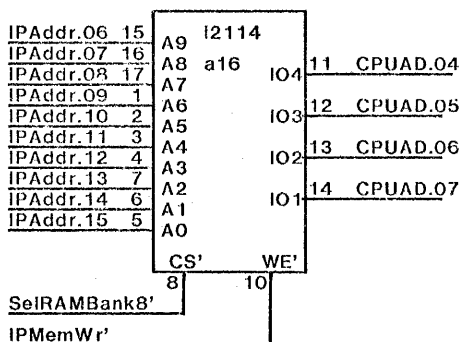 IPAddr.06 15 A9 I2114
IPAddr.07 16 A8 a16
IPAddr.08 17 A7 IO4 11 CPUAD.04
IPAddr.09 1 A6
IPAddr.10 2 A5 IO3 12 CPUAD.05
IPAddr.11 3 A4
IPAddr.12 4 A3 IO2 13 CPUAD.06
IPAddr.13 7 A2
IPAddr.14 6 A1 IO1 14 CPUAD.07
IPAddr.15 5 A0
CS' WE'
8 10
SelRAMBank8'
IPMemWr'